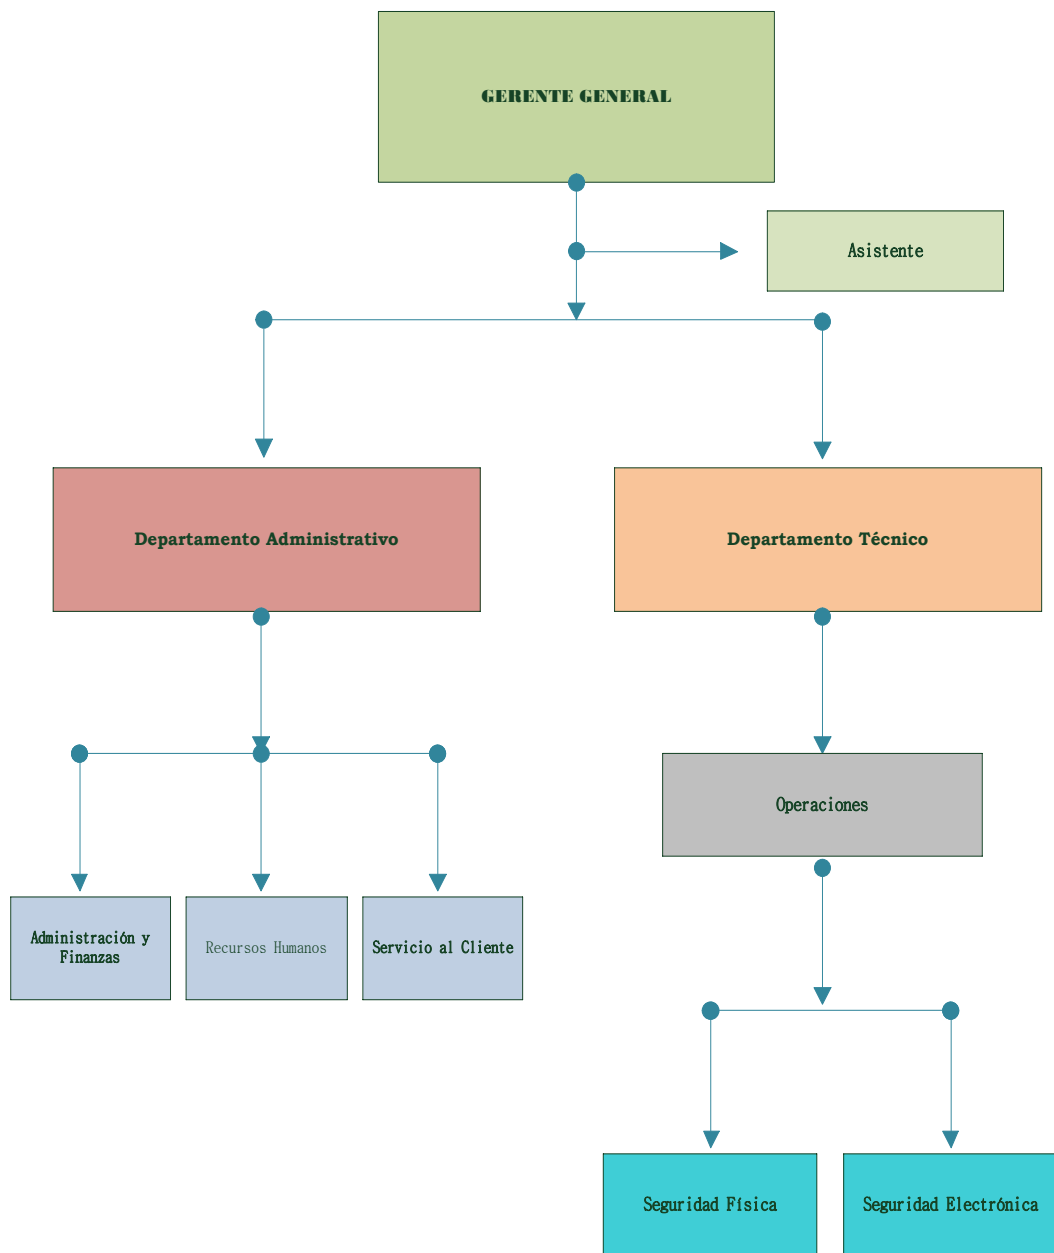 GERENTE GENERAL
Asistente
Departamento Administrativo
Departamento Técnico
Operaciones
Administración y
Finanzas
Recursos Humanos
Servicio al Cliente
Seguridad Física
Seguridad Electrónica